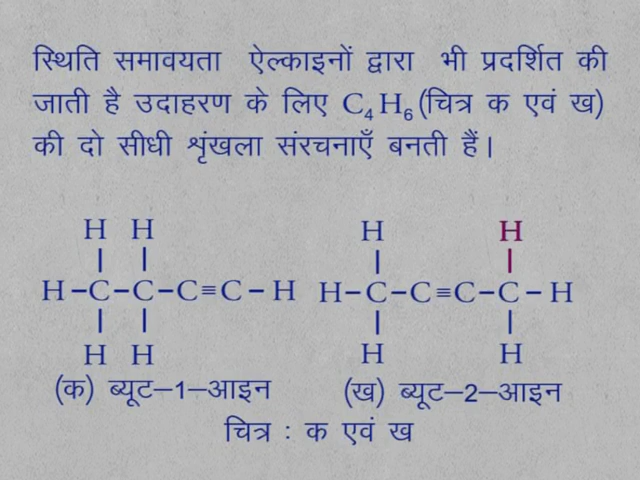 स्थिति समावयता ऐल्काइनों द्वारा भी प्रदर्शित की
जाती है उदाहरण के लिए C₄H₆ (चित्र क एवं ख)
की दो सीधी शृंखला संरचनाएँ बनती हैं।
H H H H
H–C–C–C≡C–H H–C–C≡C–C–H
H H H H
(क) ब्यूट–1–आइन (ख) ब्यूट–2–आइन
चित्र : क एवं ख